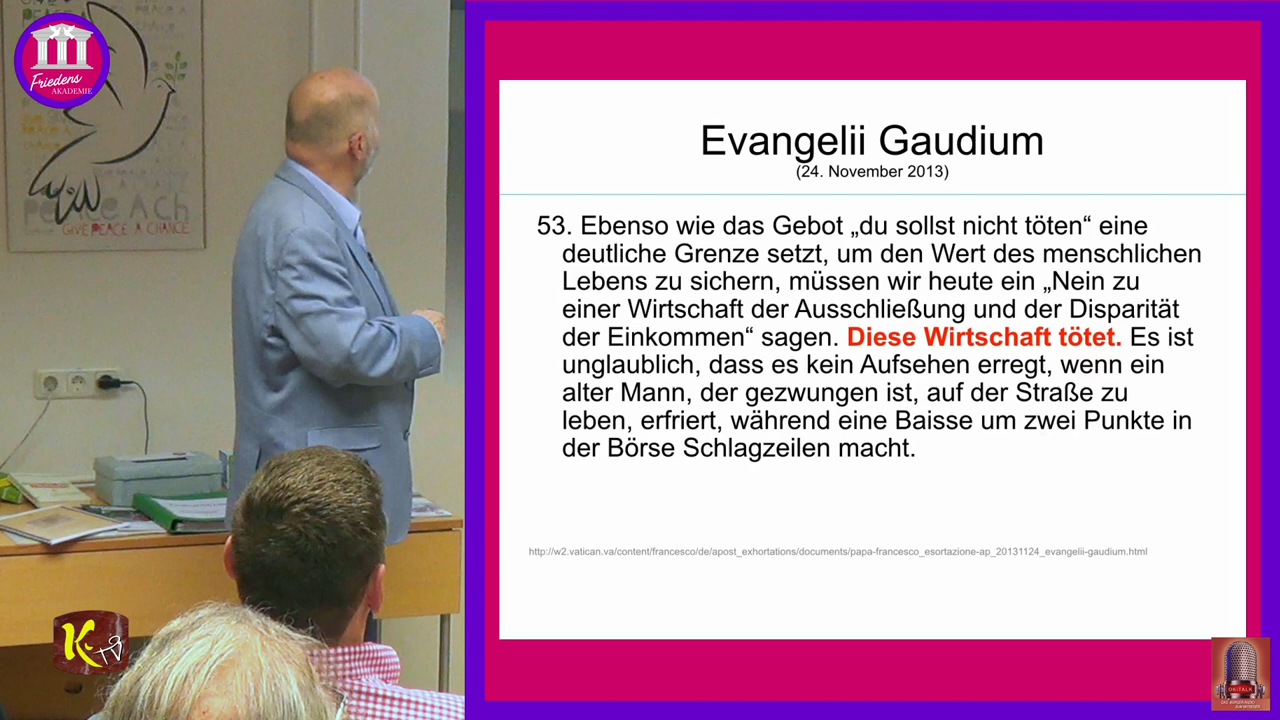 Friedens
AKADEMIE
GIVE PEACE A CHANCE
K-TV
Evangelii Gaudium
(24. November 2013)
53. Ebenso wie das Gebot „du sollst nicht töten“ eine
deutliche Grenze setzt, um den Wert des menschlichen
Lebens zu sichern, müssen wir heute ein „Nein zu
einer Wirtschaft der Ausschließung und der Disparität
der Einkommen“ sagen. Diese Wirtschaft tötet. Es ist
unglaublich, dass es kein Aufsehen erregt, wenn ein
alter Mann, der gezwungen ist, auf der Straße zu
leben, erfriert, während eine Baisse um zwei Punkte in
der Börse Schlagzeilen macht.
http://w2.vatican.va/content/francesco/de/apost_exhortations/documents/papa-francesco_esortazione-ap_20131124_evangelii-gaudium.html
OKITALK